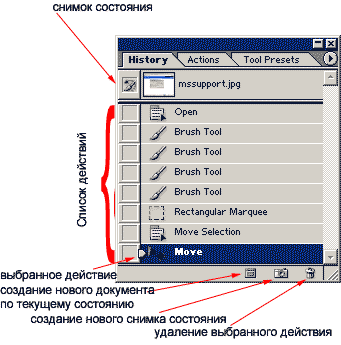 снимок состояния
History
Actions
Tool Presets
mssupport.jpg
Список действий
Open
Brush Tool
Brush Tool
Brush Tool
Brush Tool
Rectangular Marquee
Move Selection
Move
выбранное действие
создание нового документа
по текущему состоянию
создание нового снимка состояния
удаление выбранного действия